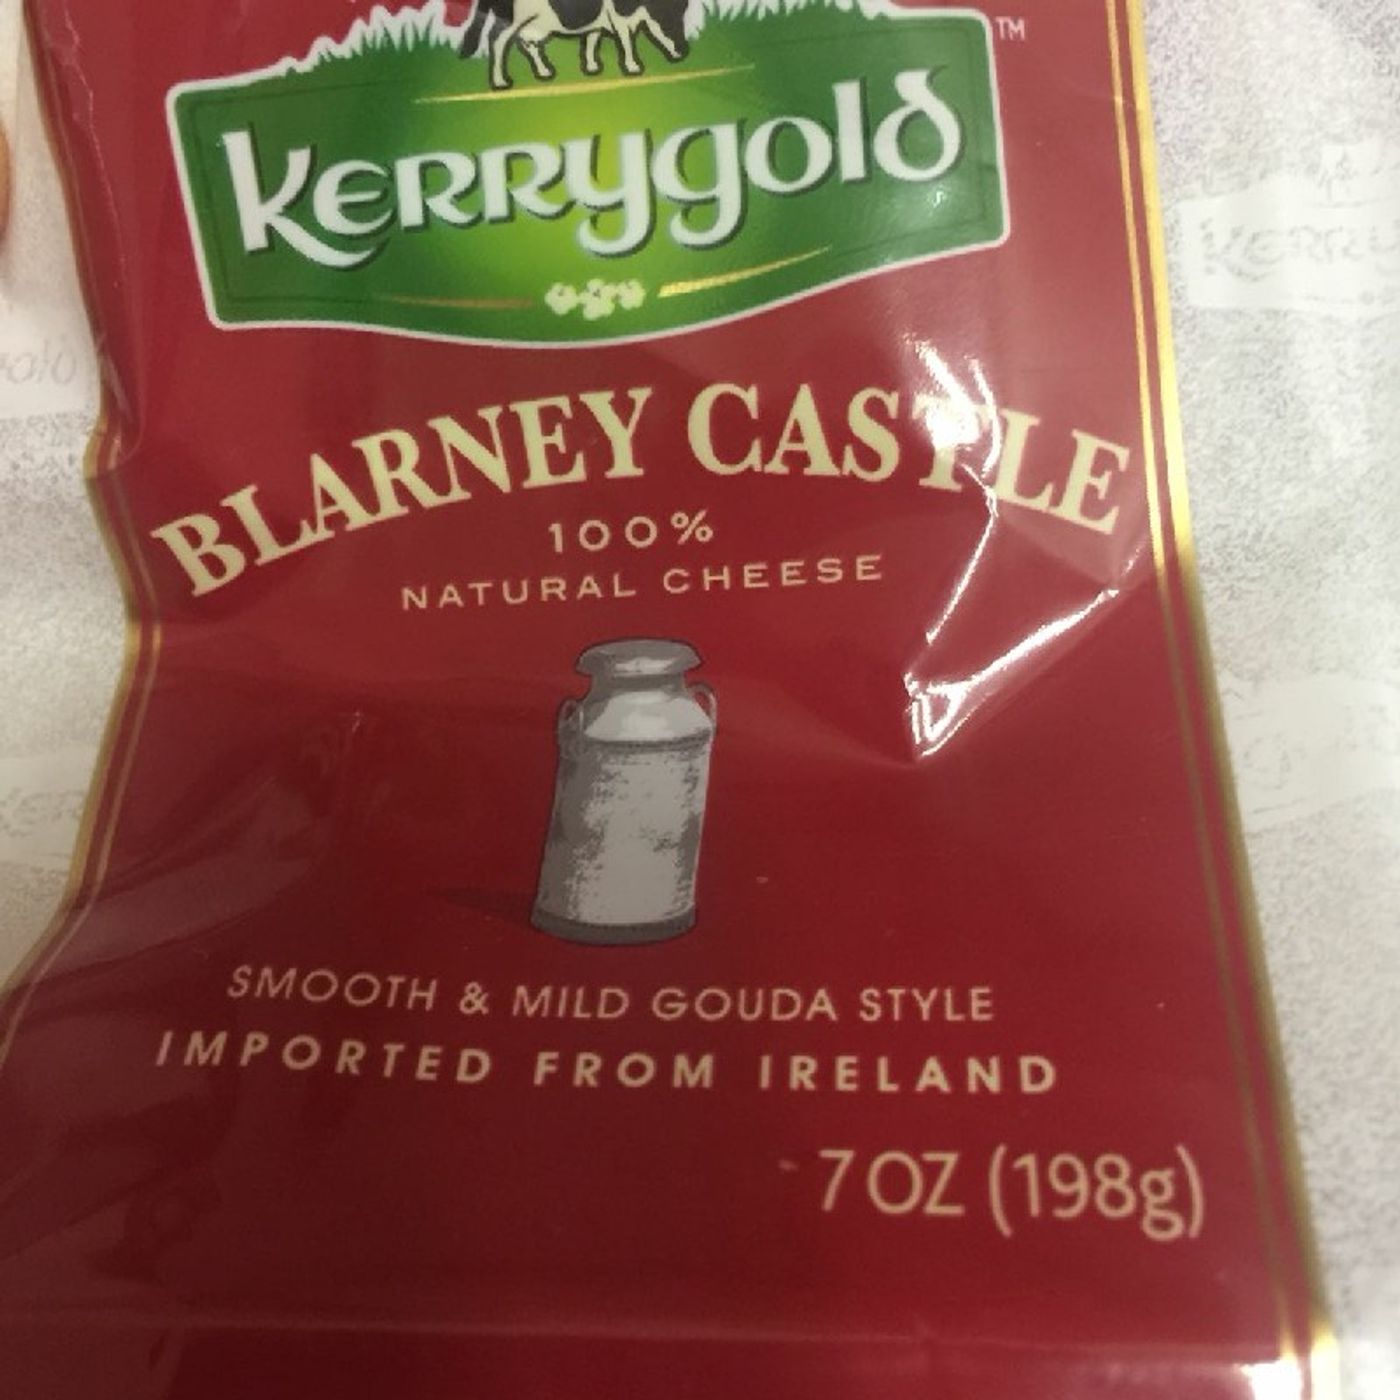 Kerrygold
TM
BLARNEY CASTLE
100%
NATURAL CHEESE
SMOOTH & MILD GOUDA STYLE
IMPORTED FROM IRELAND
7 OZ (198g)